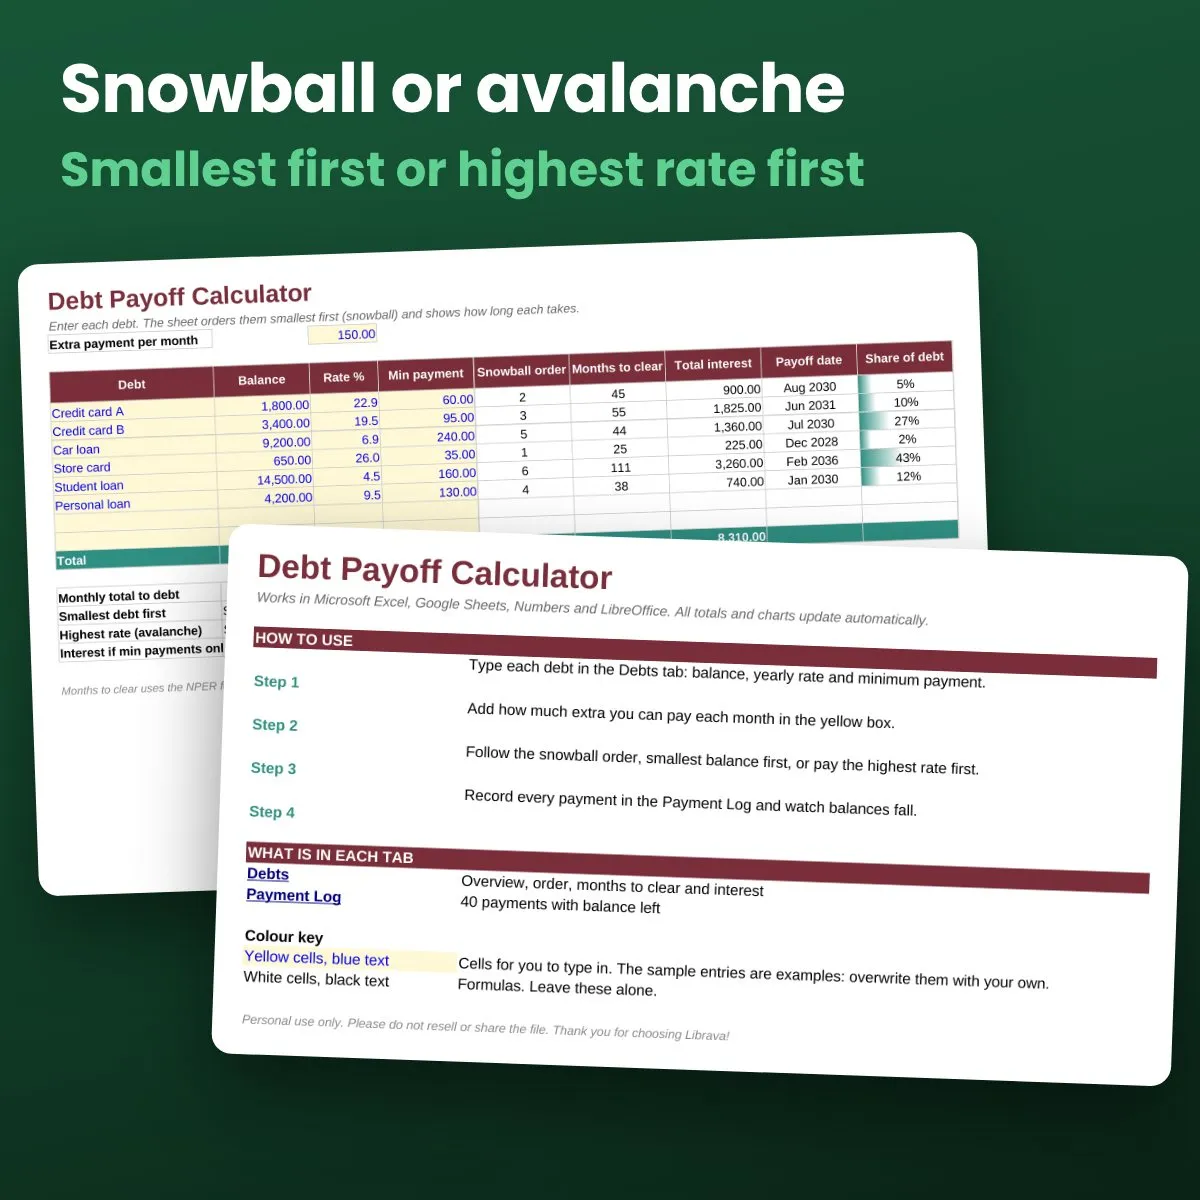 Snowball or avalanche
Smallest first or highest rate first
Debt Payoff Calculator
Enter each debt. The sheet orders them smallest first (snowball) and shows how long each takes.
Extra payment per month 150.00
Debt Balance Rate % Min payment Snowball order Months to clear Total interest Payoff date Share of debt
Credit card A 1,800.00 22.9 60.00 2 45 900.00 Aug 2030 5%
Credit card B 3,400.00 19.5 95.00 3 55 1,825.00 Jun 2031 10%
Car loan 9,200.00 6.9 240.00 5 44 1,360.00 Jul 2030 27%
Store card 650.00 26.0 35.00 1 25 225.00 Dec 2028 2%
Student loan 14,500.00 4.5 160.00 6 111 3,260.00 Feb 2036 43%
Personal loan 4,200.00 9.5 130.00 4 38 740.00 Jan 2030 12%
Total 8,310.00
Monthly total to debt
Smallest debt first
Highest rate (avalanche)
Interest if min payments onl
Months to clear uses the NPER
Debt Payoff Calculator
Works in Microsoft Excel, Google Sheets, Numbers and LibreOffice. All totals and charts update automatically.
HOW TO USE
Step 1 Type each debt in the Debts tab: balance, yearly rate and minimum payment.
Step 2 Add how much extra you can pay each month in the yellow box.
Step 3 Follow the snowball order, smallest balance first, or pay the highest rate first.
Step 4 Record every payment in the Payment Log and watch balances fall.
WHAT IS IN EACH TAB
Debts Overview, order, months to clear and interest
Payment Log 40 payments with balance left
Colour key
Yellow cells, blue text Cells for you to type in. The sample entries are examples: overwrite them with your own.
White cells, black text Formulas. Leave these alone.
Personal use only. Please do not resell or share the file. Thank you for choosing Librava!